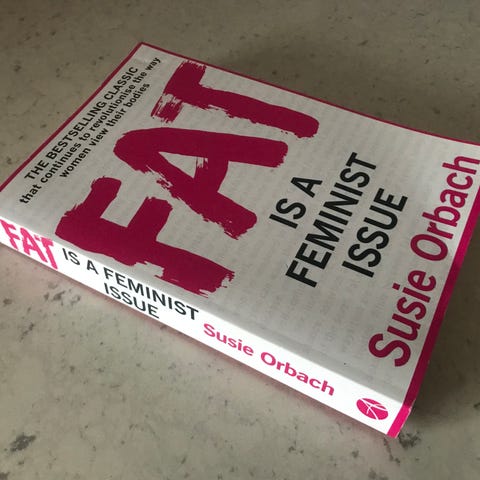 THE BESTSELLING CLASSIC
that continues to revolutionise the way
women view their bodies
FAT
IS A
FEMINIST
ISSUE
Susie Orbach
FAT
IS A FEMINIST
ISSUE
Susie Orbach